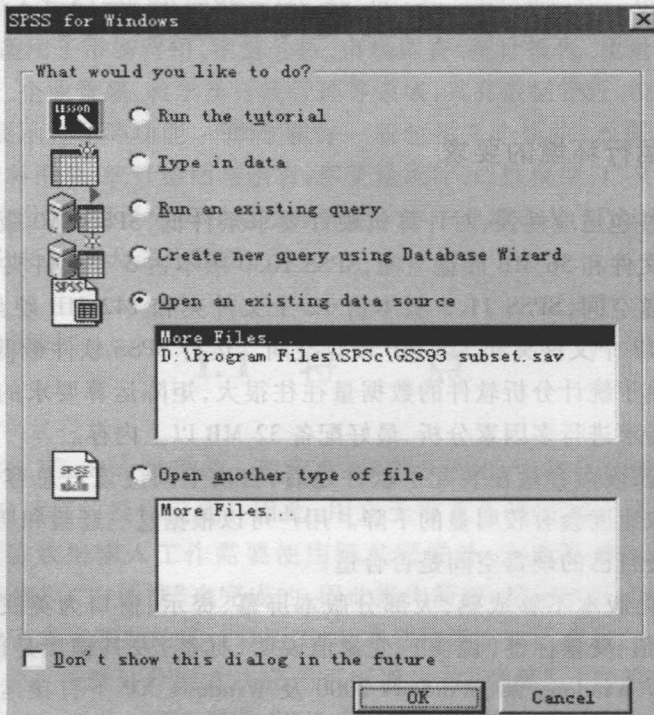 SPSS for Windows
What would you like to do?
LESSON
1
Run the tutorial
Type in data
Run an existing query
Create new query using Database Wizard
SPSS
Open an existing data source
More Files...
D:\Program Files\SPSc\GSS93 subset.sav
Open another type of file
More Files...
Don't show this dialog in the future
OK
Cancel